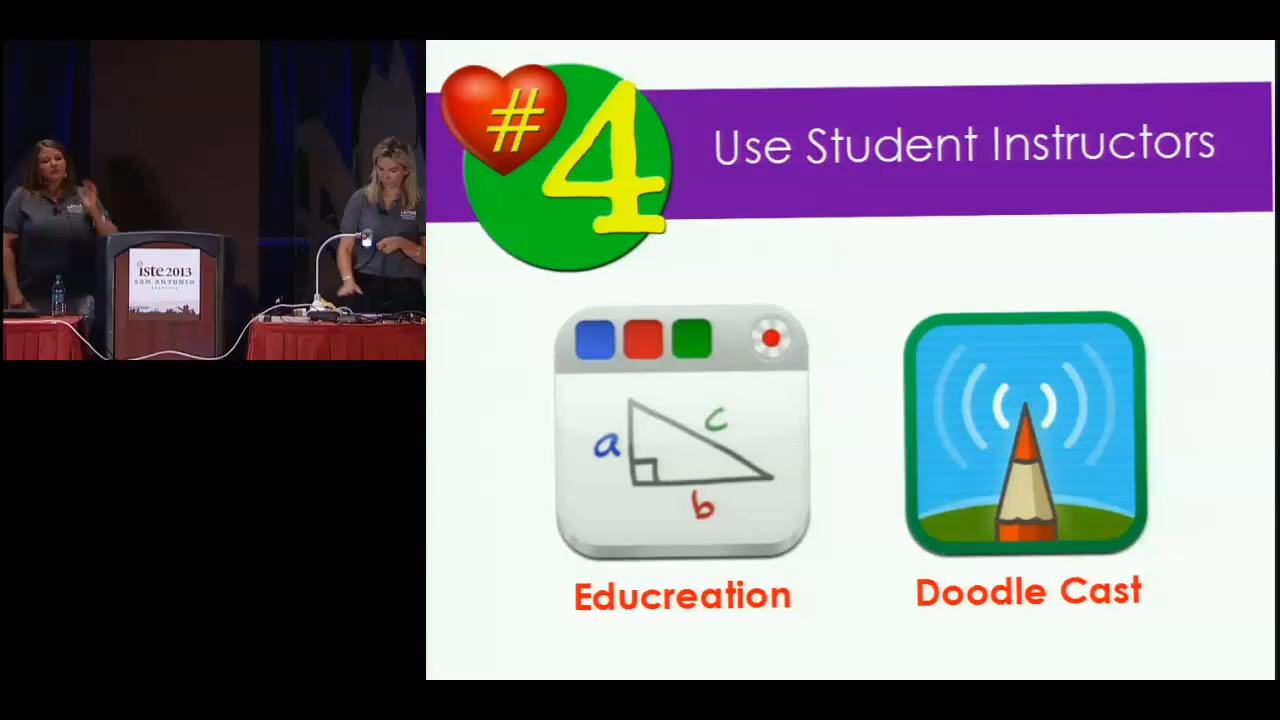 iste 2013
SAN ANTONIO
#4
Use Student Instructors
a
c
b
Educreation
Doodle Cast